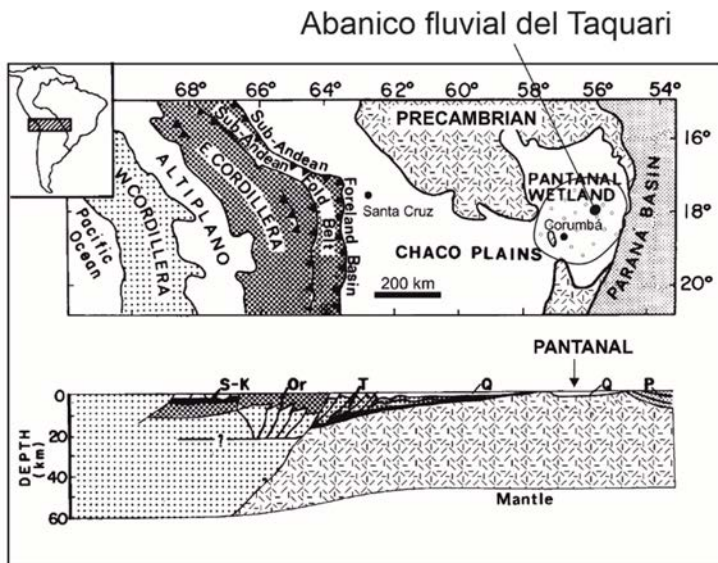 Abanico fluvial del Taquari
68° 66° 64° 62° 60° 58° 56° 54°
PRECAMBRIAN
16°
Sub-Andean
Sub-Andean
Fold Belt
Foreland Basin
E. CORDILLERA
ALTIPLANO
W. CORDILLERA
Pacific
Ocean
Santa Cruz
PANTANAL
WETLAND
Corumbá
18°
CHACO PLAINS
PARANA BASIN
200 km
20°
PANTANAL
S-K Or T Q Q P
0
20
40
60
DEPTH
(km)
?
Mantle